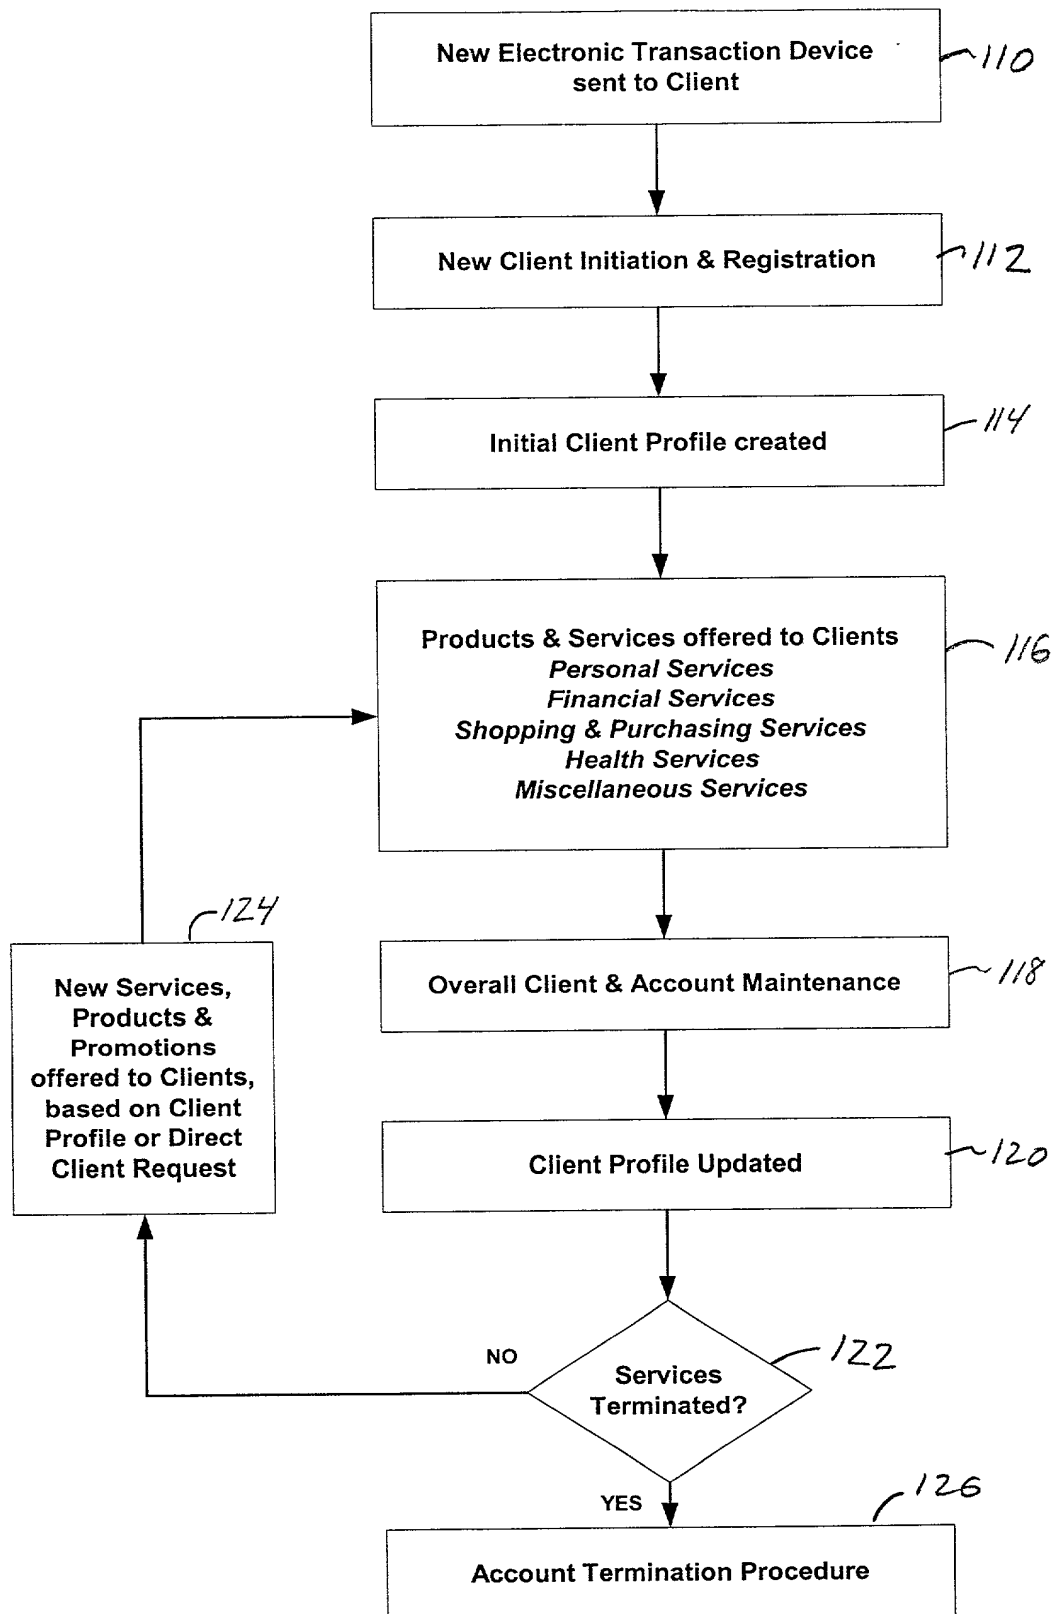 New Electronic Transaction Device
sent to Client
110
New Client Initiation & Registration
112
Initial Client Profile created
114
Products & Services offered to Clients
Personal Services
Financial Services
Shopping & Purchasing Services
Health Services
Miscellaneous Services
116
124
New Services,
Products &
Promotions
offered to Clients,
based on Client
Profile or Direct
Client Request
Overall Client & Account Maintenance
118
Client Profile Updated
120
NO
Services
Terminated?
122
YES
126
Account Termination Procedure